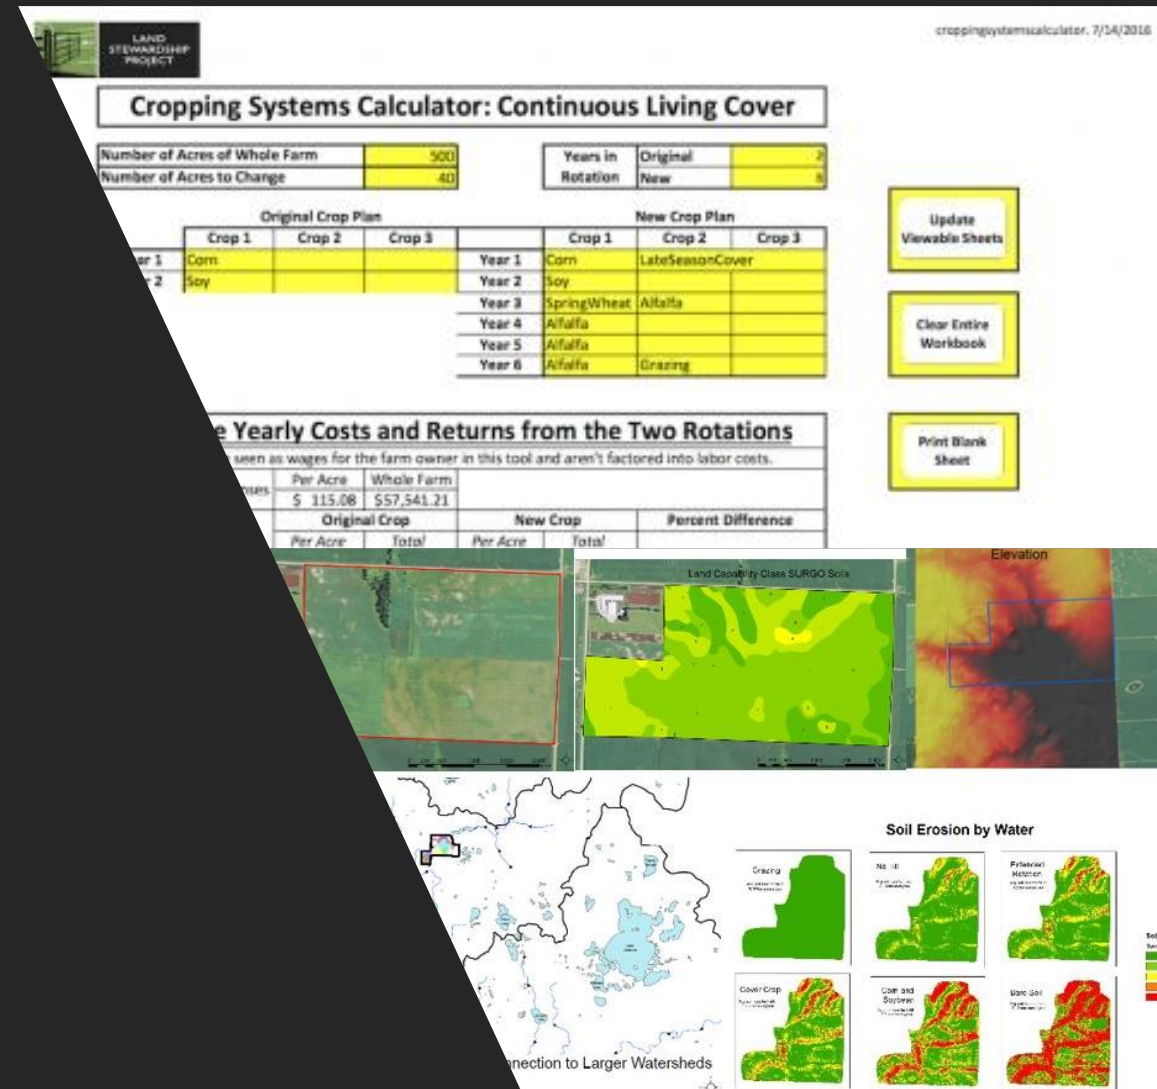 LAND
STEWARDSHIP
PROJECT
croppingsystemscalculator, 7/14/2016
Cropping Systems Calculator: Continuous Living Cover
Number of Acres of Whole Farm 500
Number of Acres to Change 40
Years in Rotation
Original 2
New 6
Original Crop Plan
New Crop Plan
Crop 1 Crop 2 Crop 3
Crop 1 Crop 2 Crop 3
ar 1 Corn
Year 1 Corn LateSeasonCover
2 Soy
Year 2 Soy
Year 3 SpringWheat Alfalfa
Year 4 Alfalfa
Year 5 Alfalfa
Year 6 Alfalfa Grazing
Update
Viewable Sheets
Clear Entire
Workbook
Print Blank
Sheet
e Yearly Costs and Returns from the Two Rotations
seen as wages for the farm owner in this tool and aren't factored into labor costs.
nses
Per Acre Whole Farm
$ 115.08 $57,541.21
Original Crop New Crop Percent Difference
Per Acre Total Per Acre Total
Land Capability Class SURGO Soils
Elevation
nnection to Larger Watersheds
Soil Erosion by Water
Grazing
No Till
Extended
Rotation
Cover Crop
Corn and
Soybean
Bare Soil